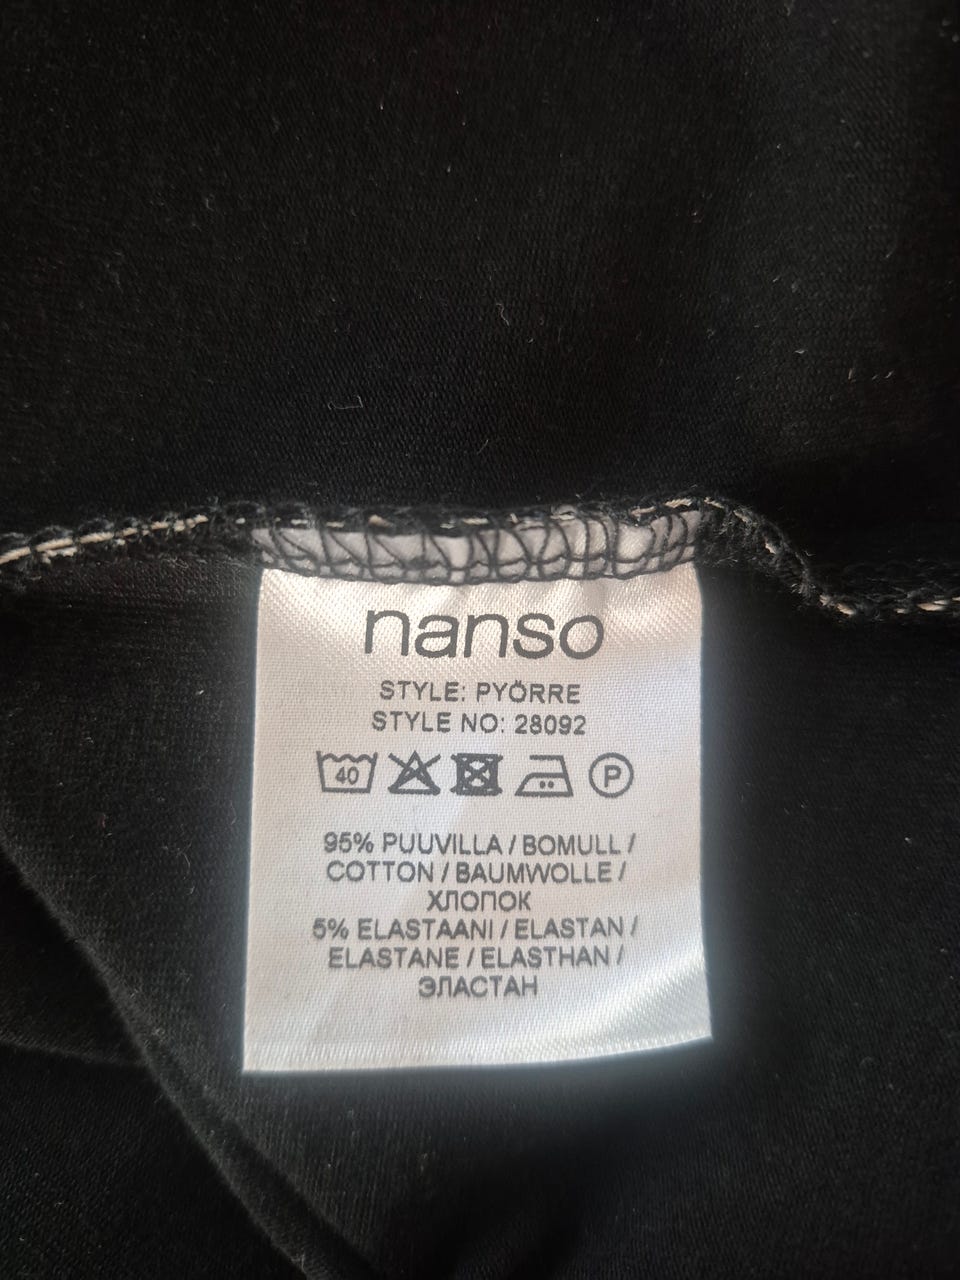 nanso
STYLE: PYÖRRE
STYLE NO: 28092
40 P
95% PUUVILLA / BOMULL /
COTTON / BAUMWOLLE /
ХЛОПОК
5% ELASTAANI / ELASTAN /
ELASTANE / ELASTHAN /
ЭЛАСТАН